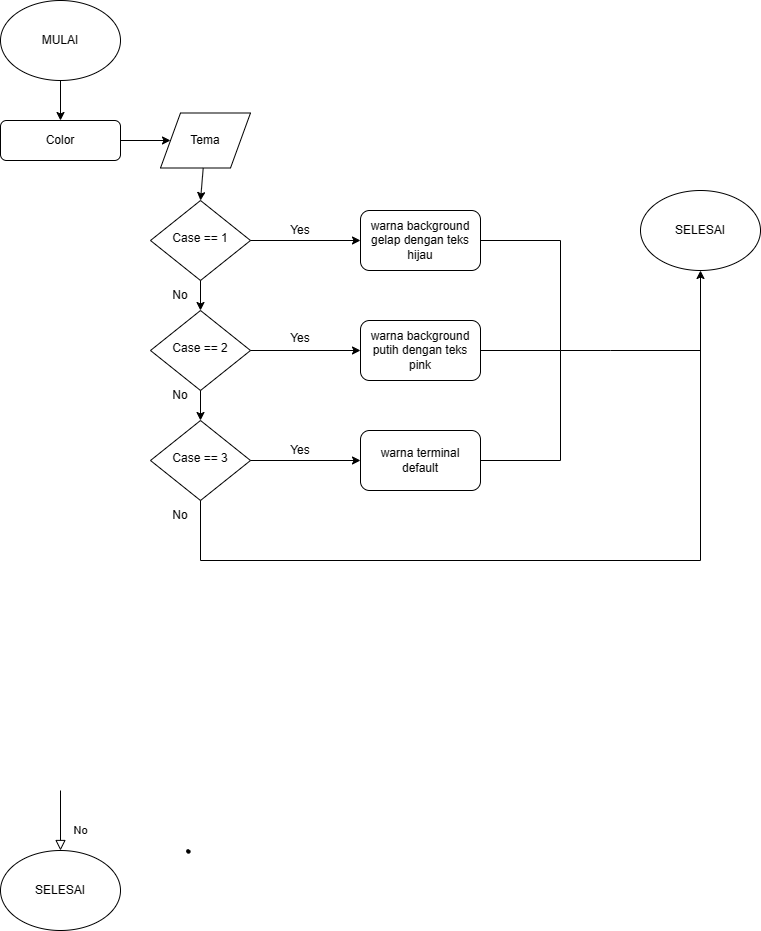 MULAI
Color
Tema
Case == 1
Yes
warna background
gelap dengan teks
hijau
SELESAI
No
Case == 2
Yes
warna background
putih dengan teks
pink
No
Case == 3
Yes
warna terminal
default
No
No
SELESAI